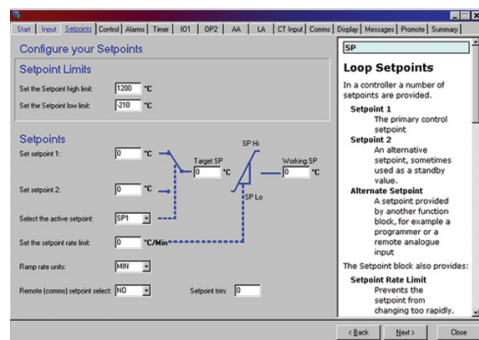 Start Input Setpoints Control Alarms Timer IO1 OP2 AA LA CT Input Comms Display Messages Promote Summary
Configure your Setpoints
Setpoint Limits
Set the Setpoint high limit: 1200 °C
Set the Setpoint low limit: -210 °C
Setpoints
SP Hi
Set setpoint 1: 0 °C Target SP 0 °C Working SP 0 °C
Set setpoint 2: 0 °C SP Lo
Select the active setpoint: SP1
Set the setpoint rate limit: 0 °C/Min
Ramp rate units: MIN
Remote (comms) setpoint select: NO Setpoint trim: 0
SP
Loop Setpoints
In a controller a number of
setpoints are provided.
Setpoint 1
The primary control
setpoint
Setpoint 2
An alternative
setpoint, sometimes
used as a standby
value.
Alternate Setpoint
A setpoint provided
by another function
block, for example a
programmer or a
remote analogue
input
The Setpoint block also provides:
Setpoint Rate Limit
Prevents the
setpoint from
changing too rapidly.
< Back Next > Close